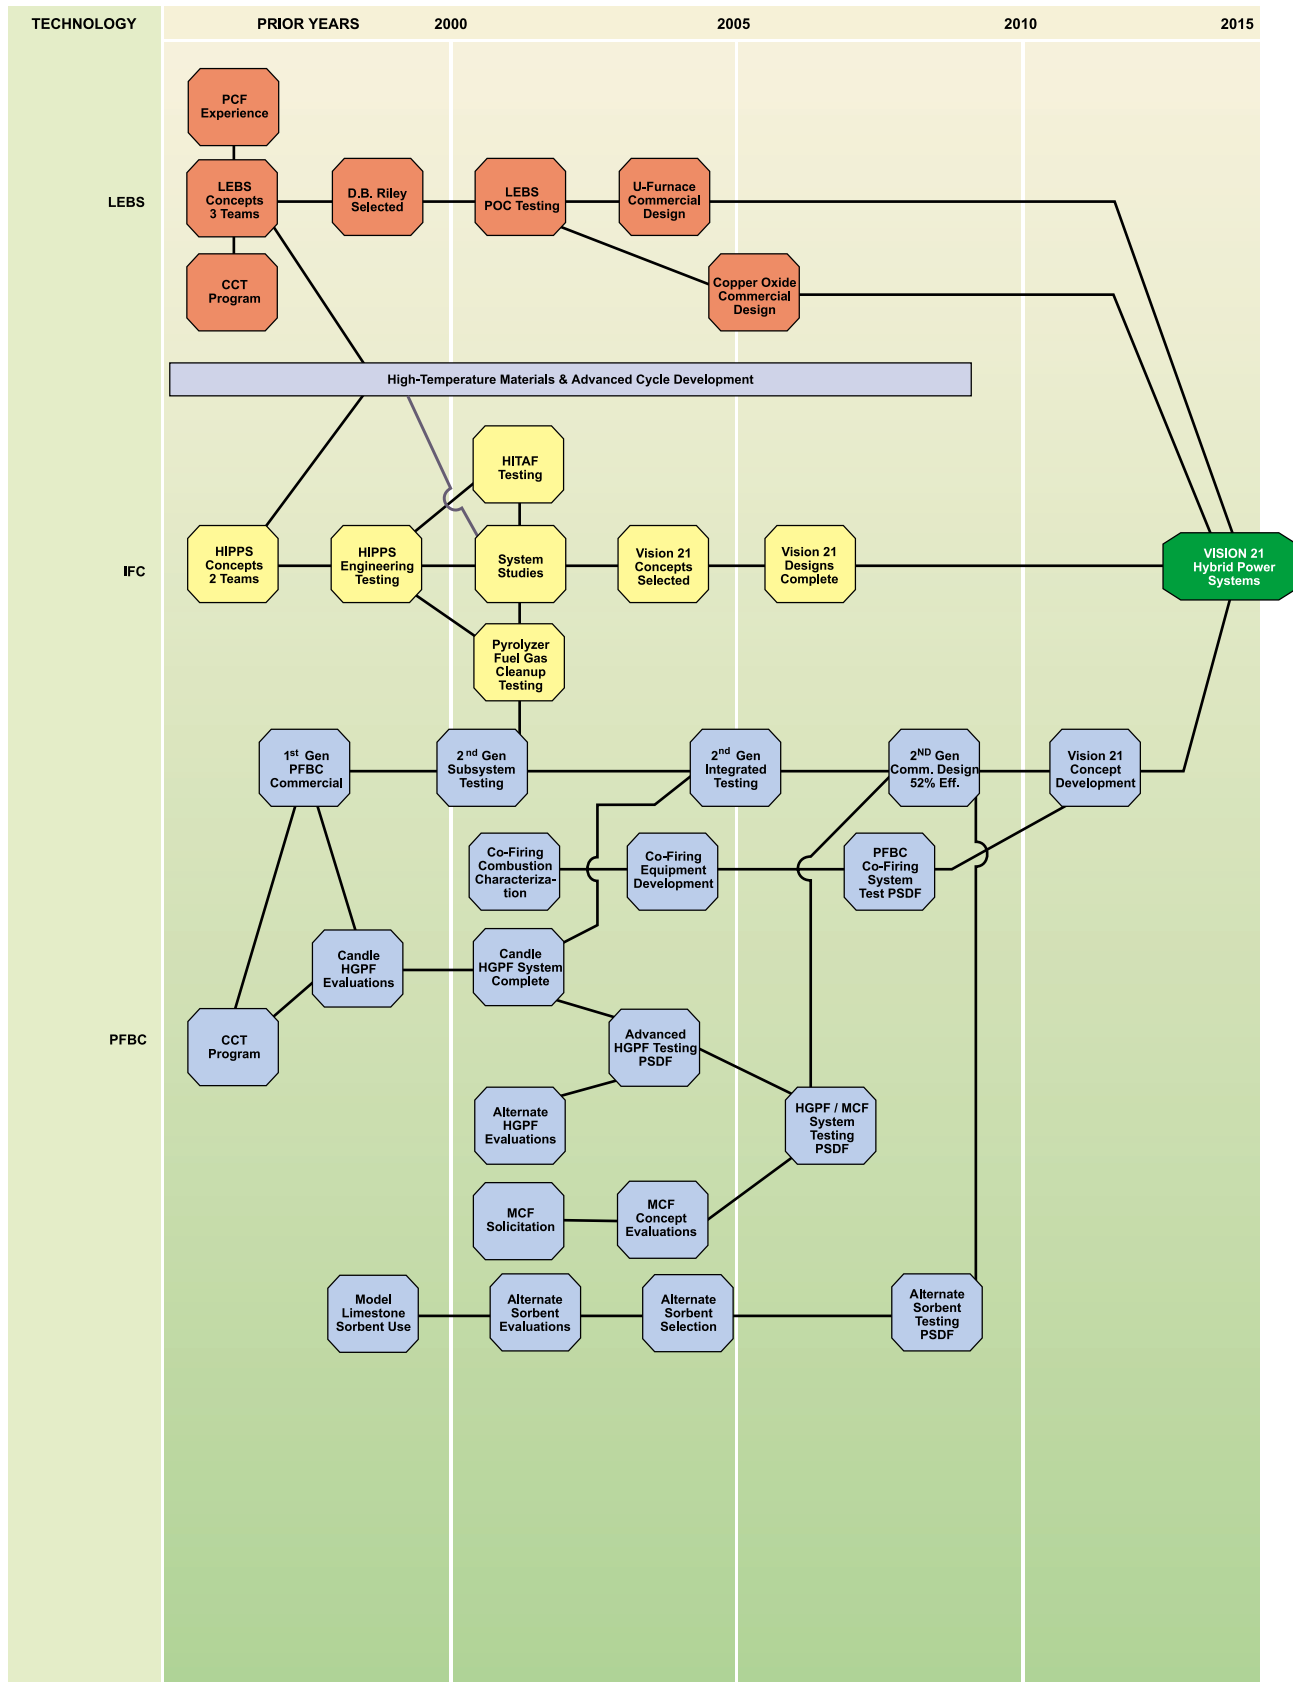 TECHNOLOGY
PRIOR YEARS
2000
2005
2010
2015
PCF
Experience
LEBS
LEBS
Concepts
3 Teams
D.B. Riley
Selected
LEBS
POC Testing
U-Furnace
Commercial
Design
CCT
Program
Copper Oxide
Commercial
Design
High-Temperature Materials & Advanced Cycle Development
HITAF
Testing
IFC
HIPPS
Concepts
2 Teams
HIPPS
Engineering
Testing
System
Studies
Vision 21
Concepts
Selected
Vision 21
Designs
Complete
VISION 21
Hybrid Power
Systems
Pyrolyzer
Fuel Gas
Cleanup
Testing
1st Gen
PFBC
Commercial
2nd Gen
Subsystem
Testing
2nd Gen
Integrated
Testing
2ND Gen
Comm. Design
52% Eff.
Vision 21
Concept
Development
Co-Firing
Combustion
Characteriza-
tion
Co-Firing
Equipment
Development
PFBC
Co-Firing
System
Test PSDF
Candle
HGPF
Evaluations
Candle
HGPF System
Complete
PFBC
CCT
Program
Advanced
HGPF Testing
PSDF
Alternate
HGPF
Evaluations
HGPF / MCF
System
Testing
PSDF
MCF
Solicitation
MCF
Concept
Evaluations
Model
Limestone
Sorbent Use
Alternate
Sorbent
Evaluations
Alternate
Sorbent
Selection
Alternate
Sorbent
Testing
PSDF